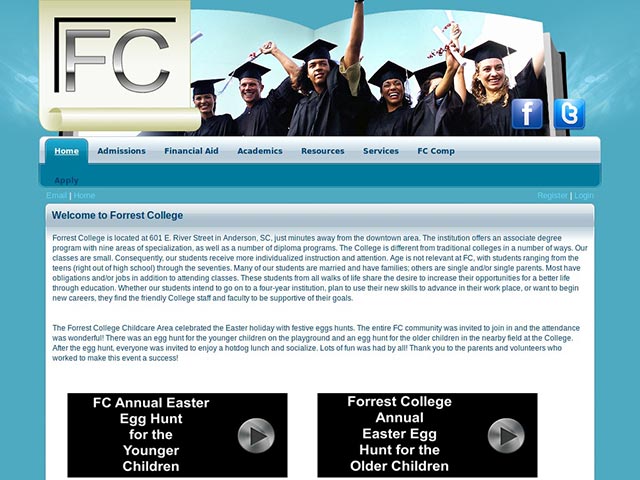 FC
f
t
Home Admissions Financial Aid Academics Resources Services FC Comp
Apply
Email | Home Register | Login
Welcome to Forrest College
Forrest College is located at 601 E. River Street in Anderson, SC, just minutes away from the downtown area. The institution offers an associate degree
program with nine areas of specialization, as well as a number of diploma programs. The College is different from traditional colleges in a number of ways. Our
classes are small. Consequently, our students receive more individualized instruction and attention. Age is not relevant at FC, with students ranging from the
teens (right out of high school) through the seventies. Many of our students are married and have families; others are single and/or single parents. Most have
obligations and/or jobs in addition to attending classes. These students from all walks of life share the desire to increase their opportunities for a better life
through education. Whether our students intend to go on to a four-year institution, plan to use their new skills to advance in their work place, or want to begin
new careers, they find the friendly College staff and faculty to be supportive of their goals.
The Forrest College Childcare Area celebrated the Easter holiday with festive eggs hunts. The entire FC community was invited to join in and the attendance
was wonderful! There was an egg hunt for the younger children on the playground and an egg hunt for the older children in the nearby field at the College.
After the egg hunt, everyone was invited to enjoy a hotdog lunch and socialize. Lots of fun was had by all! Thank you to the parents and volunteers who
worked to make this event a success!
FC Annual Easter
Egg Hunt
for the
Younger
Children
Forrest College
Annual
Easter Egg
Hunt for the
Older Children